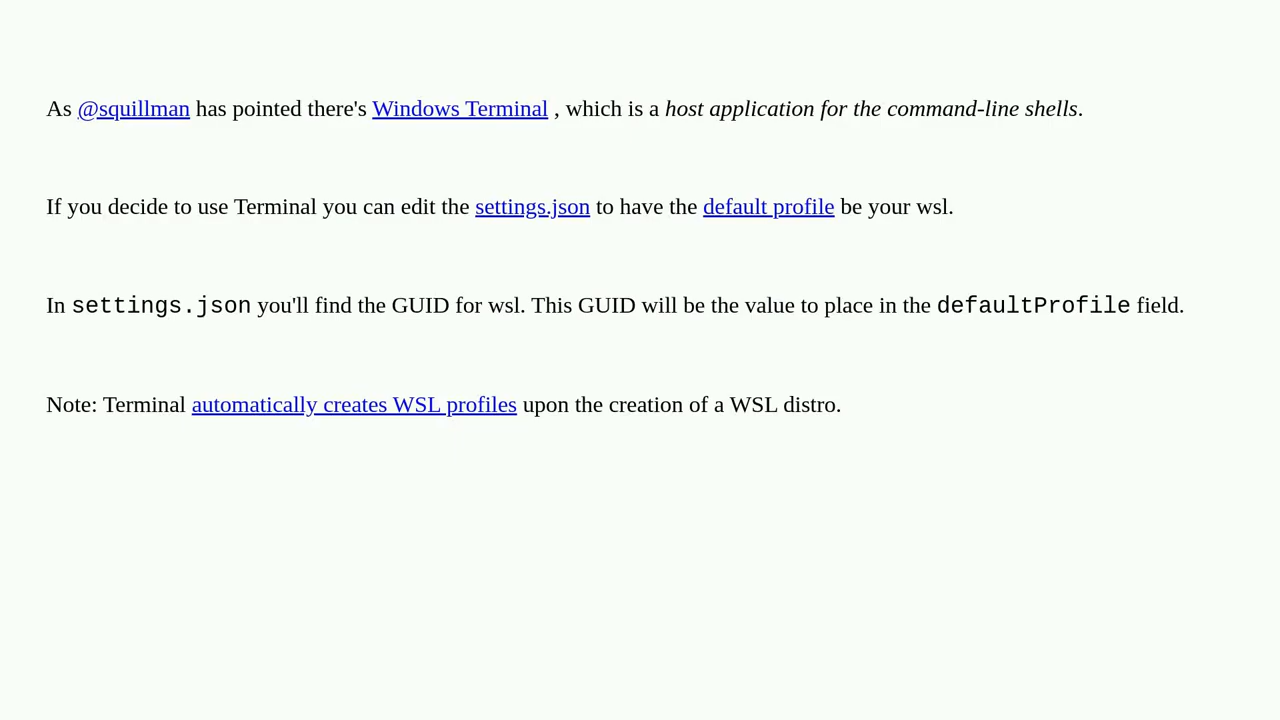 As @squillman has pointed there's Windows Terminal , which is a host application for the command-line shells.
If you decide to use Terminal you can edit the settings.json to have the default profile be your wsl.
In settings.json you'll find the GUID for wsl. This GUID will be the value to place in the defaultProfile field.
Note: Terminal automatically creates WSL profiles upon the creation of a WSL distro.